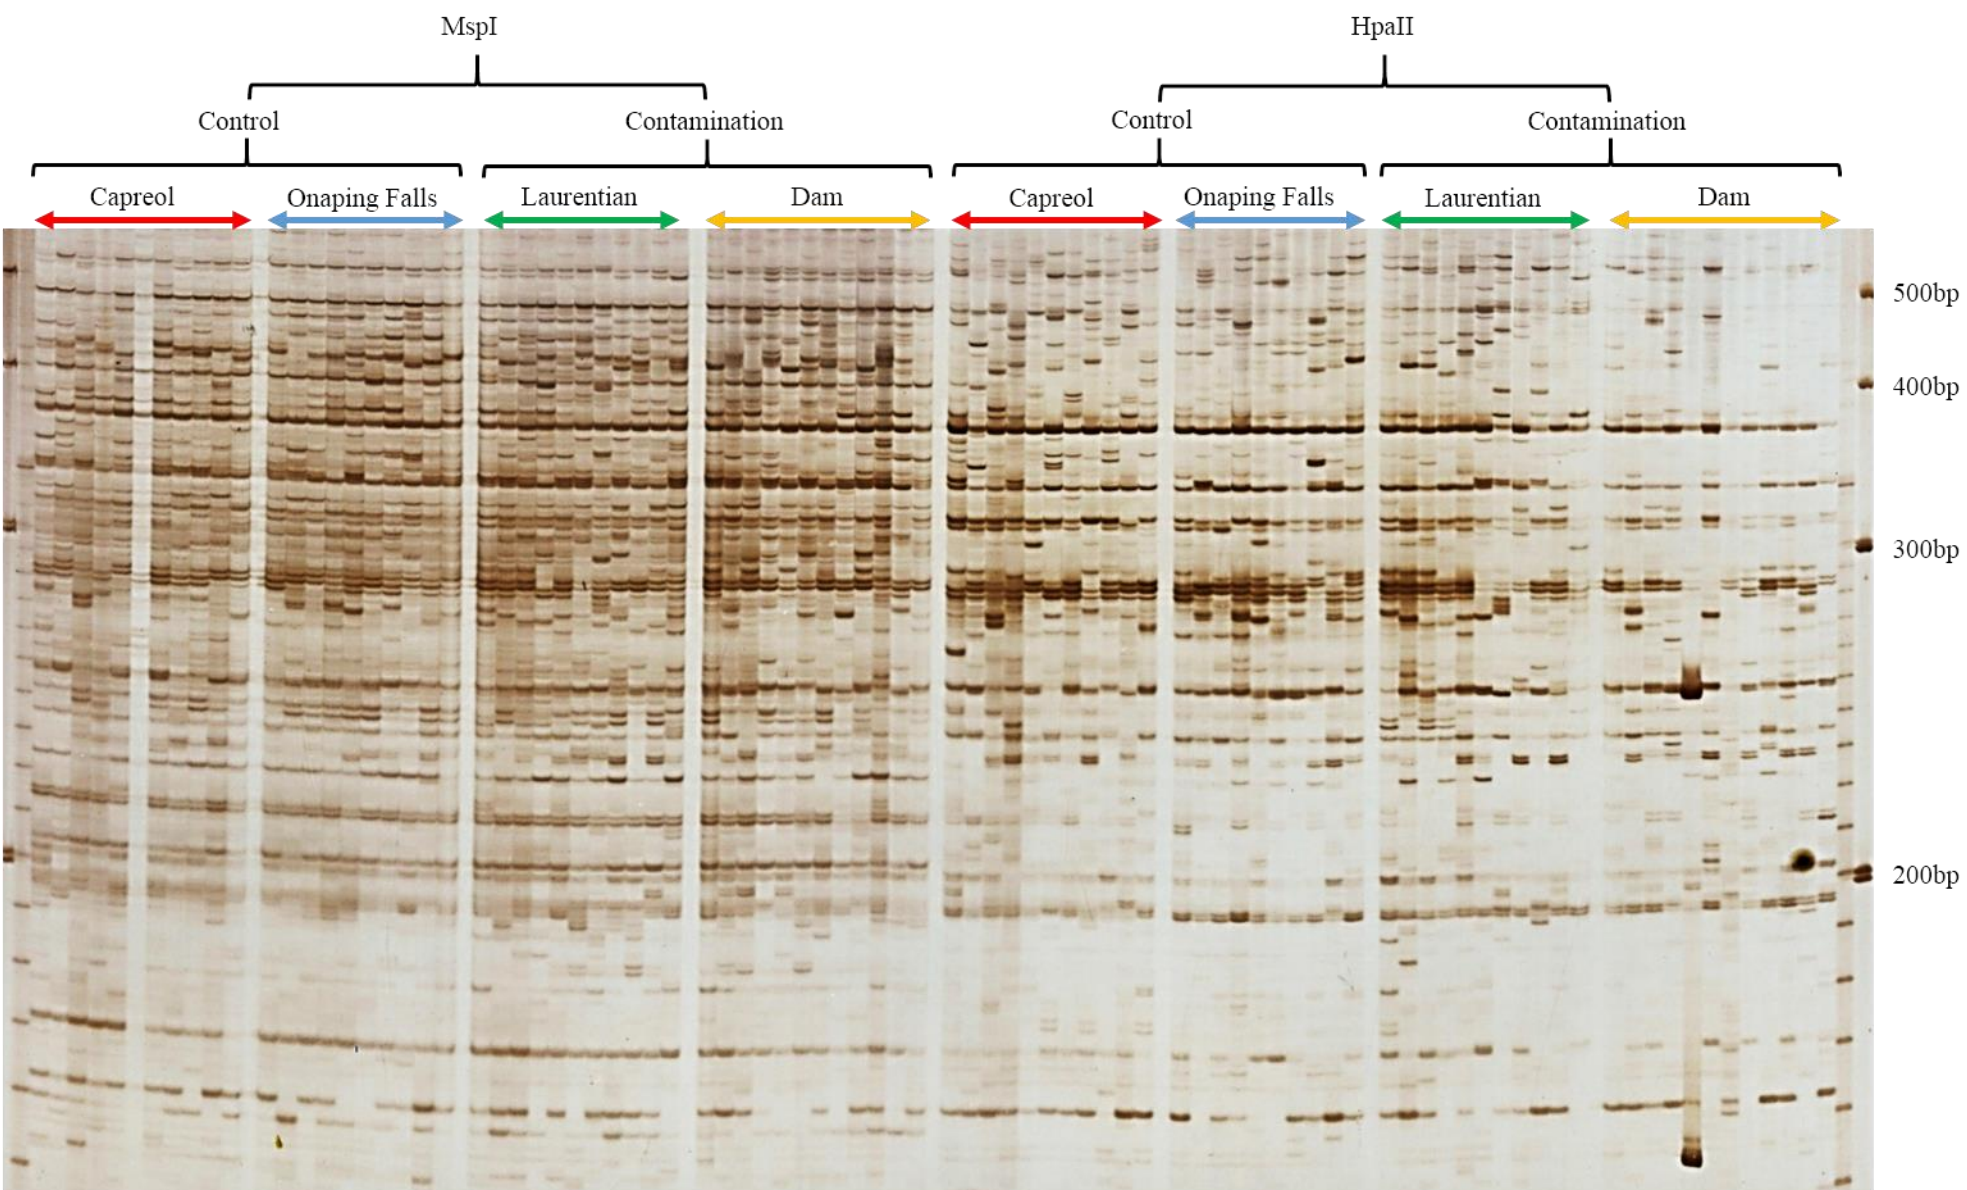 MspI HpaII
Control Contamination Control Contamination
Capreol Onaping Falls Laurentian Dam Capreol Onaping Falls Laurentian Dam
500bp
400bp
300bp
200bp